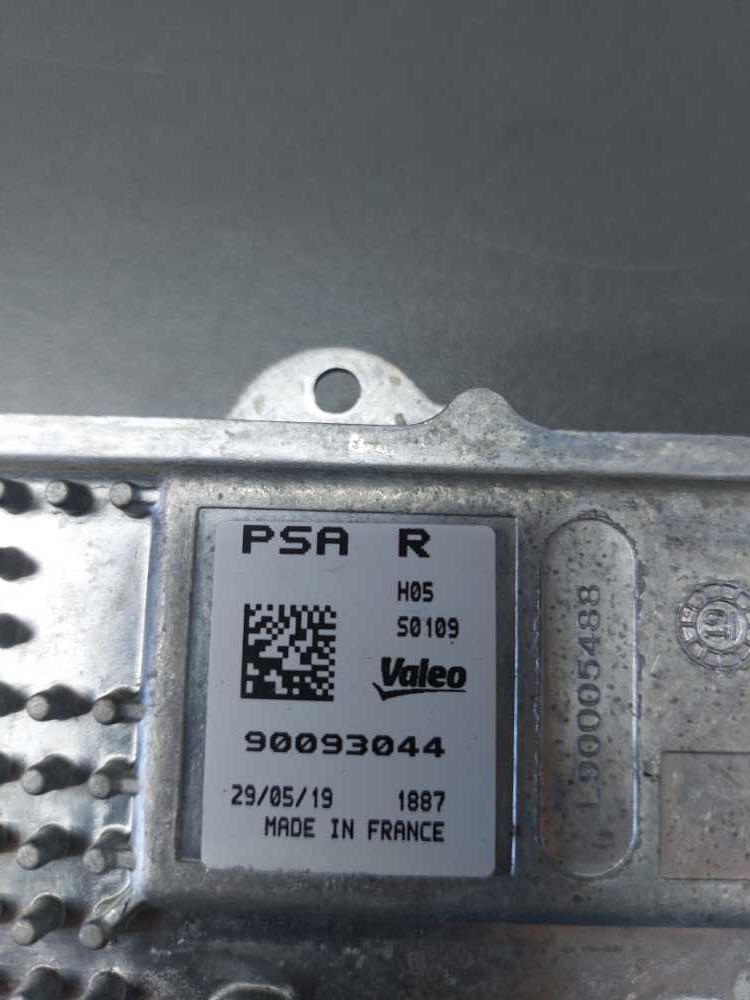 PSA R
H05
S0109
Valeo
90093044
29/05/19 1887
MADE IN FRANCE
L90005488
19